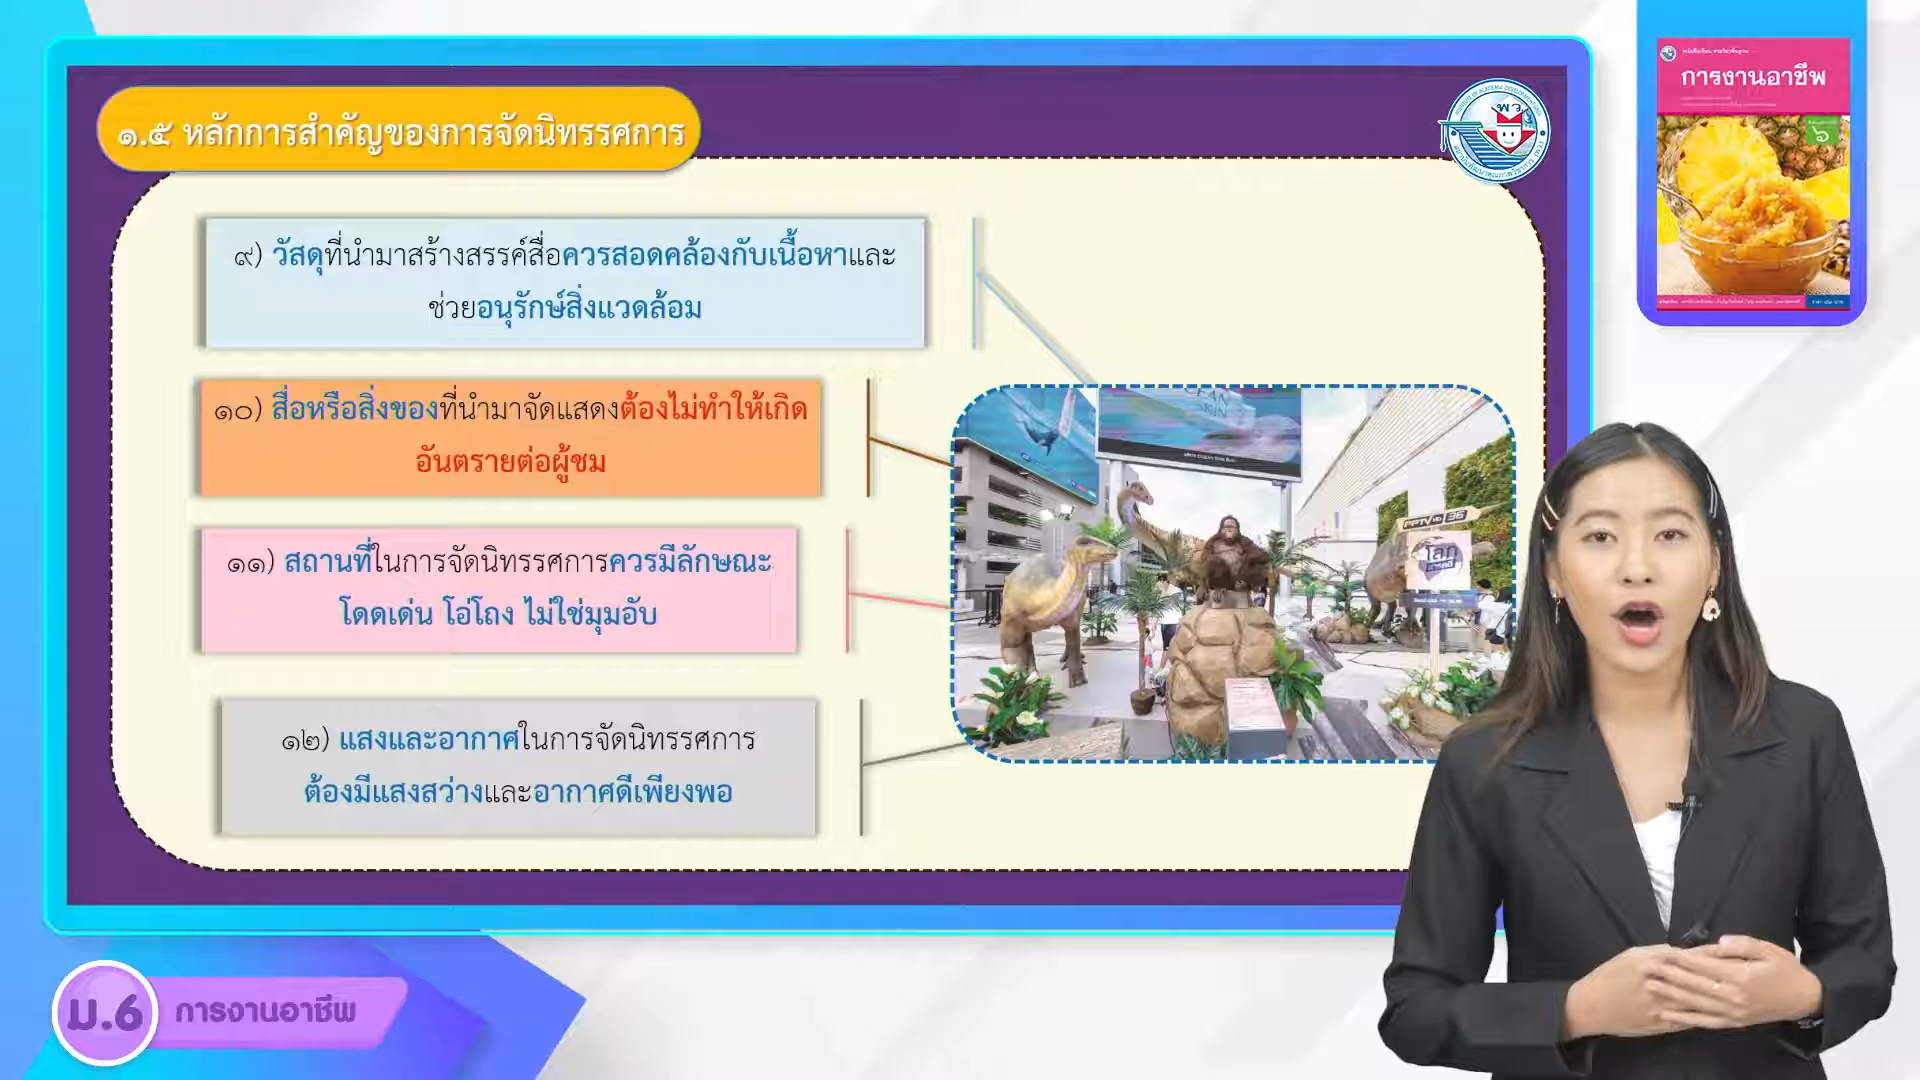 ๑.๕ หลักการสำคัญของการจัดนิทรรศการ
๙) วัสดุที่นำมาสร้างสรรค์สื่อควรสอดคล้องกับเนื้อหาและ
ช่วยอนุรักษ์สิ่งแวดล้อม
๑๐) สื่อหรือสิ่งของที่นำมาจัดแสดงต้องไม่ทำให้เกิด
อันตรายต่อผู้ชม
๑๑) สถานที่ในการจัดนิทรรศการควรมีลักษณะ
โดดเด่น โอ่โถง ไม่ใช่มุมอับ
๑๒) แสงและอากาศในการจัดนิทรรศการ
ต้องมีแสงสว่างและอากาศดีเพียงพอ
พว.
การงานอาชีพ
๖
PPTV HD 36
โลก
ม.6 การงานอาชีพ